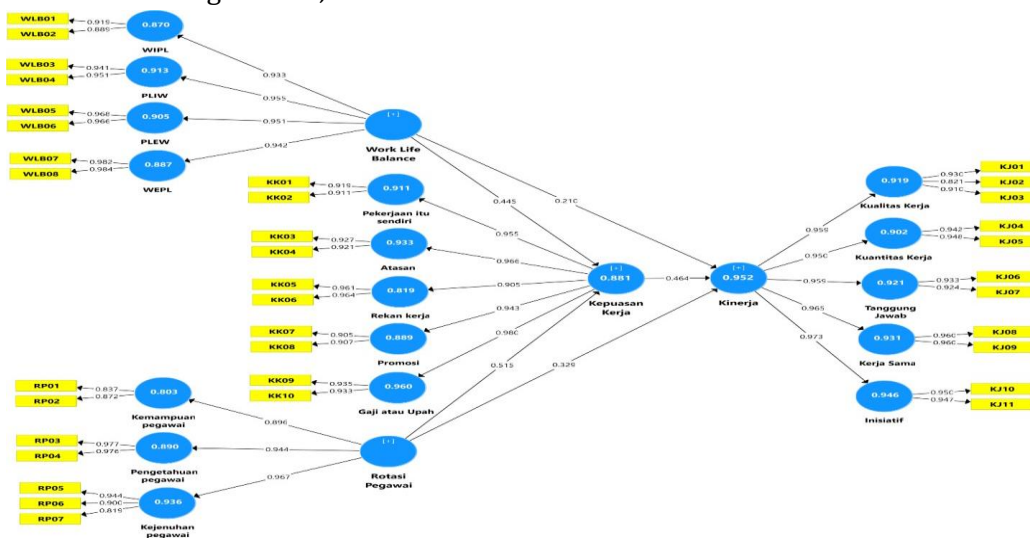 WLB01
WLB02
0.919
0.889
0.870
WIPL
WLB03
WLB04
0.941
0.951
0.913
PLIW
WLB05
WLB06
0.968
0.966
0.905
PLEW
WLB07
WLB08
0.982
0.984
0.887
WEPL
0.933
0.955
0.951
0.942
[+]
Work Life
Balance
0.445
0.210
KK01
KK02
0.919
0.911
0.911
Pekerjaan itu
sendiri
KK03
KK04
0.927
0.921
0.933
Atasan
KK05
KK06
0.961
0.964
0.819
Rekan kerja
KK07
KK08
0.905
0.907
0.889
Promosi
KK09
KK10
0.935
0.933
0.960
Gaji atau Upah
0.955
0.966
0.905
0.943
0.980
[+]
0.881
Kepuasan
Kerja
0.464
[+]
0.952
Kinerja
0.515
0.329
RP01
RP02
0.837
0.872
0.803
Kemampuan
pegawai
RP03
RP04
0.977
0.976
0.890
Pengetahuan
pegawai
RP05
RP06
RP07
0.944
0.900
0.819
0.936
Kejenuhan
pegawai
0.896
0.944
0.967
[+]
Rotasi
Pegawai
0.959
0.950
0.965
0.973
0.919
Kualitas Kerja
0.930
0.821
0.910
KJ01
KJ02
KJ03
0.902
Kuantitas Kerja
0.942
0.948
KJ04
KJ05
0.921
Tanggung
Jawab
0.933
0.924
KJ06
KJ07
0.931
Kerja Sama
0.960
0.960
KJ08
KJ09
0.946
Inisiatif
0.950
0.947
KJ10
KJ11